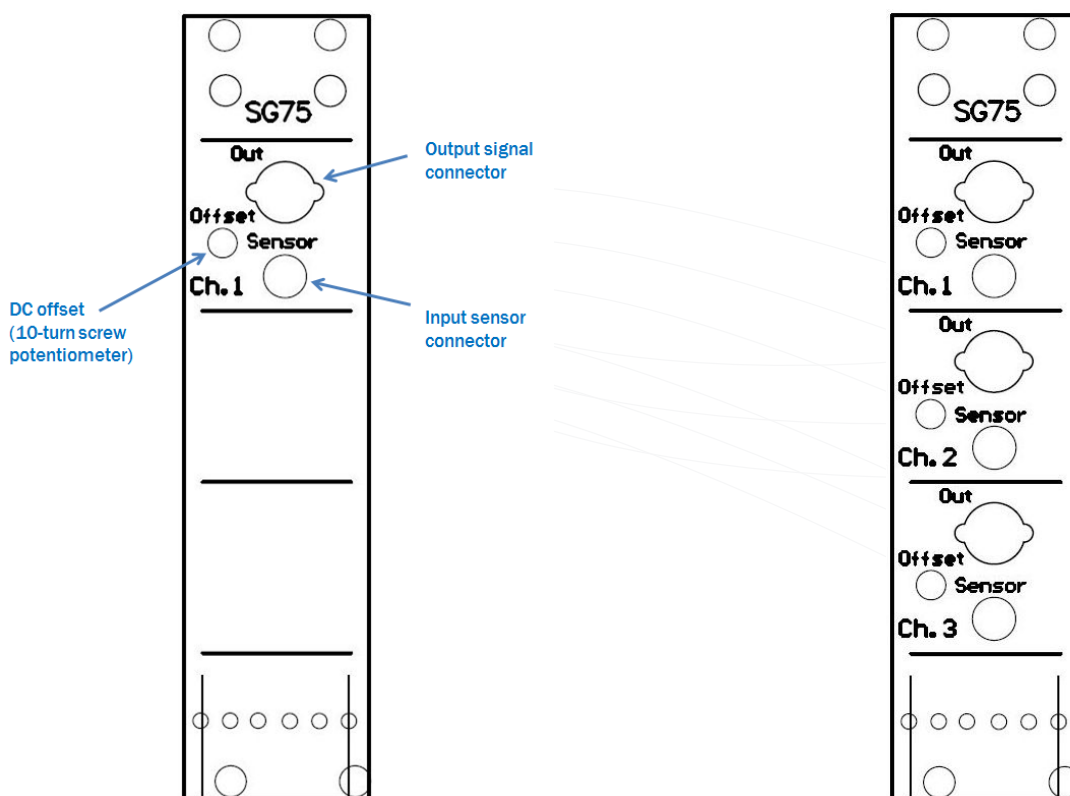 SG75
Out
Output signal
connector
Offset
Sensor
Ch.1
DC offset
(10-turn screw
potentiometer)
Input sensor
connector
SG75
Out
Offset
Sensor
Ch.1
Out
Offset
Sensor
Ch.2
Out
Offset
Sensor
Ch.3